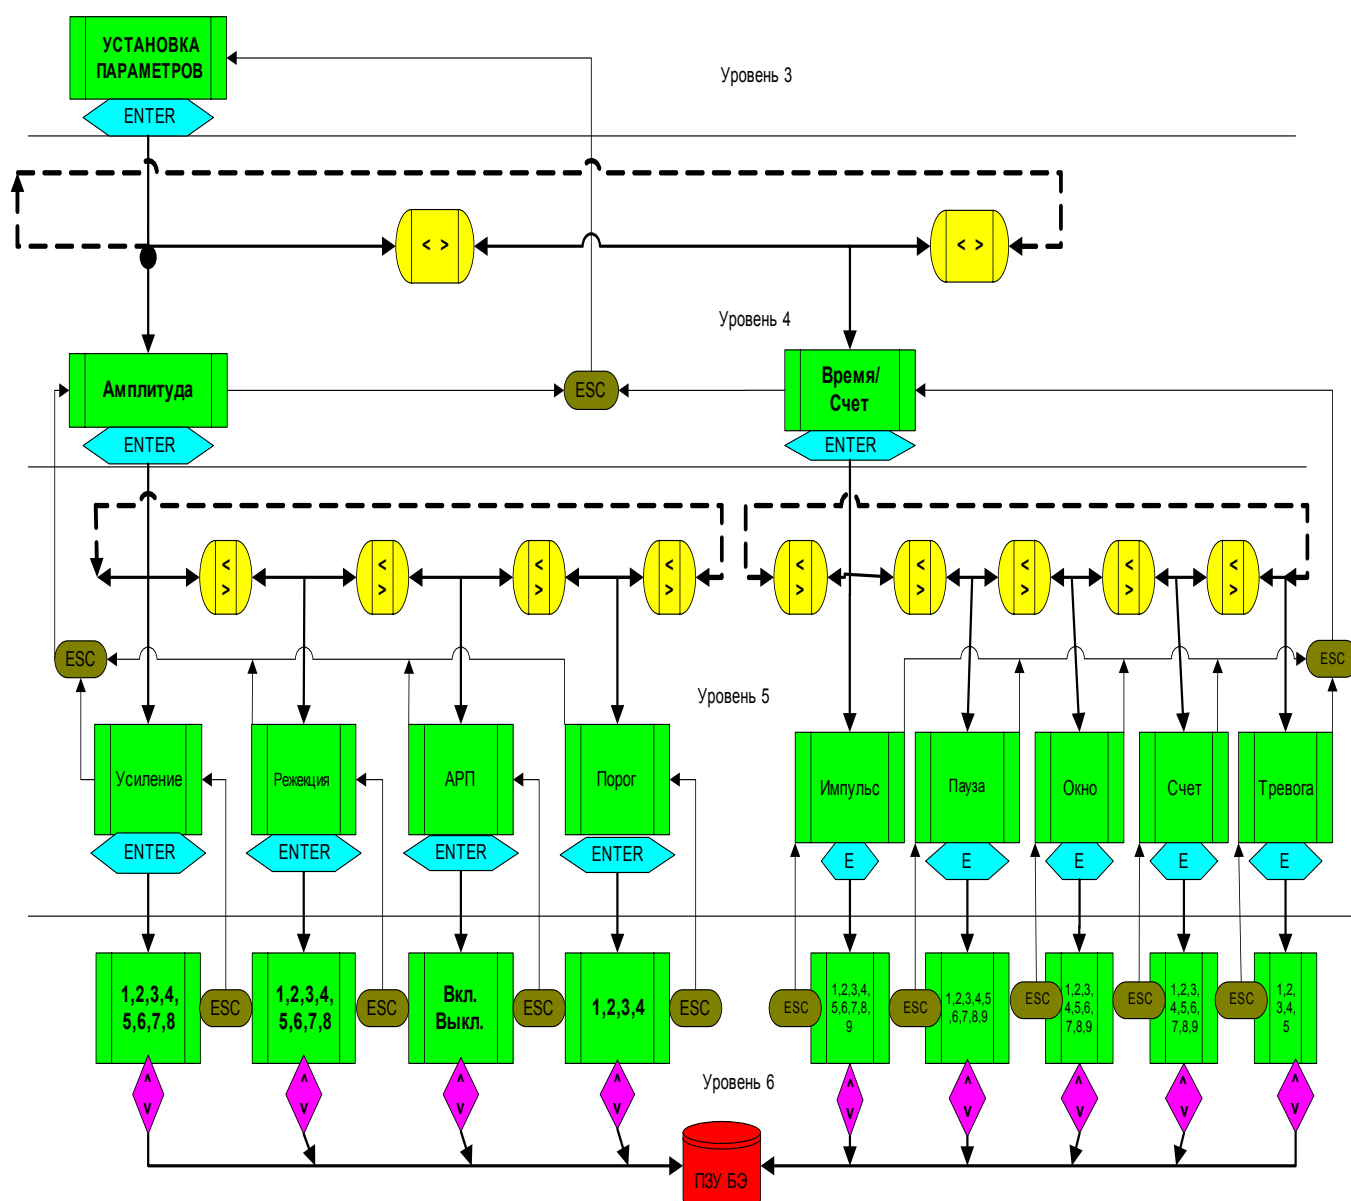 УСТАНОВКА
ПАРАМЕТРОВ
Уровень 3
ENTER
< >
< >
Уровень 4
Амплитуда
ESC
Время/
Счет
ENTER
ENTER
<
>
<
>
<
>
<
>
<
>
<
>
<
>
<
>
<
>
ESC
ESC
Уровень 5
Усиление
Режекция
АРП
Порог
Импульс
Пауза
Окно
Счет
Тревога
ENTER
ENTER
ENTER
ENTER
E
E
E
E
E
1,2,3,4,
5,6,7,8
ESC
1,2,3,4,
5,6,7,8
ESC
Вкл.
Выкл.
ESC
1,2,3,4
ESC
ESC
1,2,3,4,
5,6,7,8,
9
ESC
1,2,3,4,5
,6,7,8,9
ESC
1,2,3,
4,5,6,
,7,8,9
ESC
1,2,3,
4,5,6,
,7,8,9
ESC
1,2,
3,4,
5
Уровень 6
^
v
^
v
^
v
^
v
^
v
^
v
^
v
^
v
^
v
ПЗУ БЭ